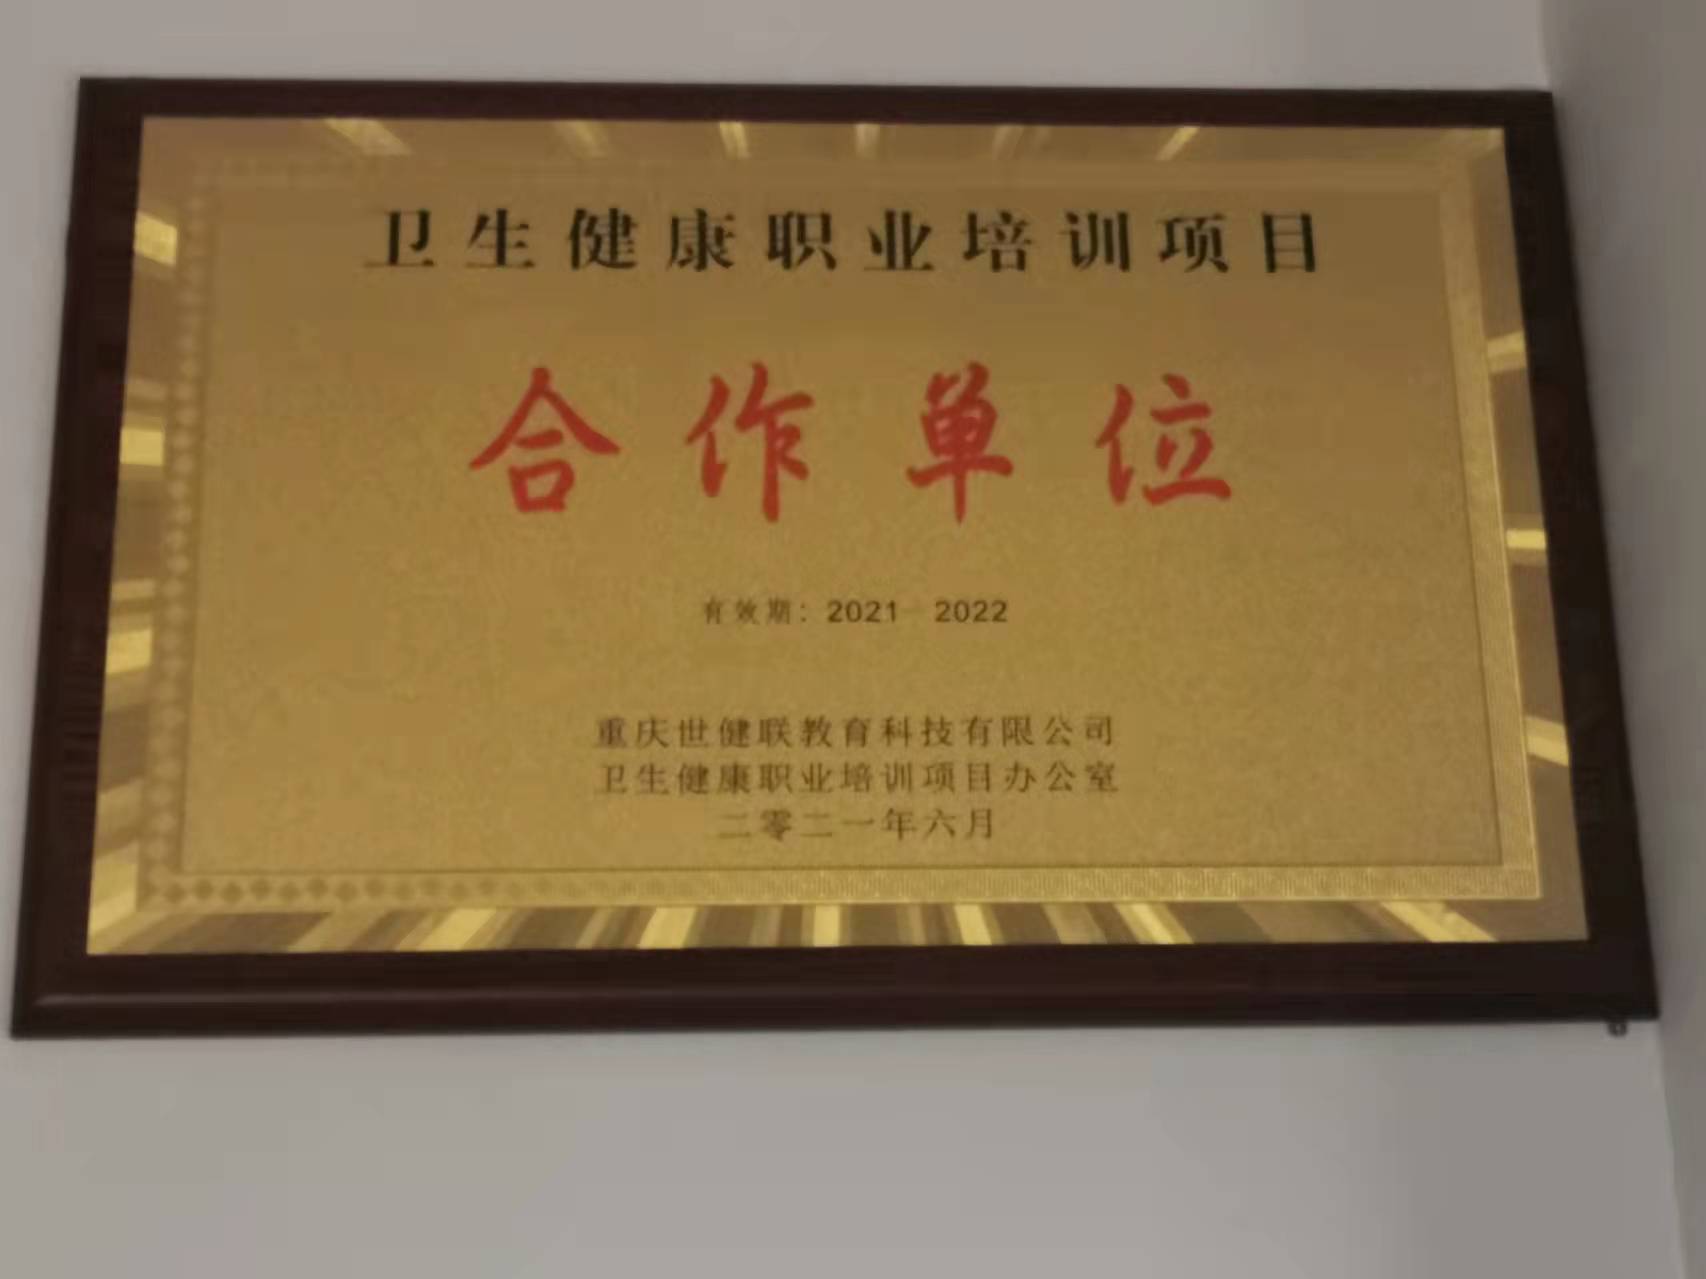 卫生健康职业培训项目
合作单位
有效期：2021—2022
重庆世健联教育科技有限公司
卫生健康职业培训项目办公室
二零二一年六月